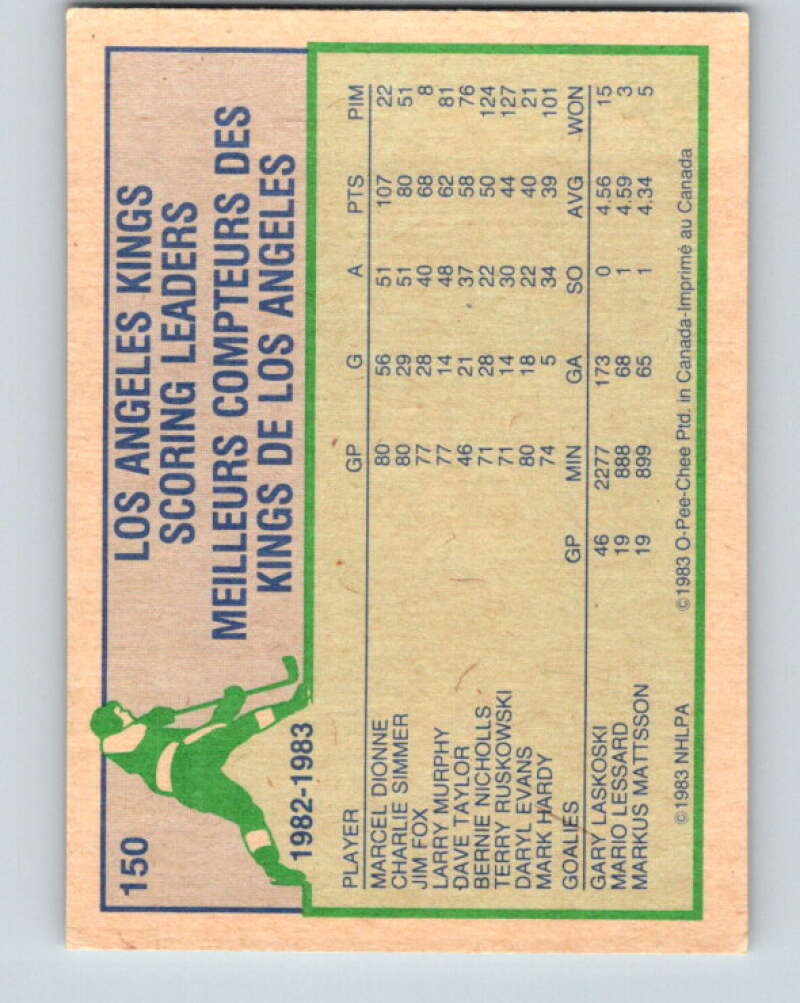 150
LOS ANGELES KINGS
SCORING LEADERS
MEILLEURS COMPTEURS DES
KINGS DE LOS ANGELES
1982-1983
PLAYER GP G A PTS PIM
MARCEL DIONNE 80 56 51 107 22
CHARLIE SIMMER 80 29 51 80 51
JIM FOX 77 28 40 68 8
LARRY MURPHY 77 14 48 62 81
DAVE TAYLOR 46 21 37 58 76
BERNIE NICHOLLS 71 28 22 50 124
TERRY RUSKOWSKI 71 14 30 44 127
DARYL EVANS 80 18 22 40 21
MARK HARDY 74 5 34 39 101
GOALIES GP MIN GA SO AVG WON
GARY LASKOSKI 46 2277 173 0 4.56 15
MARIO LESSARD 19 888 68 1 4.59 3
MARKUS MATTSSON 19 899 65 1 4.34 5
©1983 NHLPA ©1983 O-Pee-Chee Ptd. in Canada-Imprimé au Canada